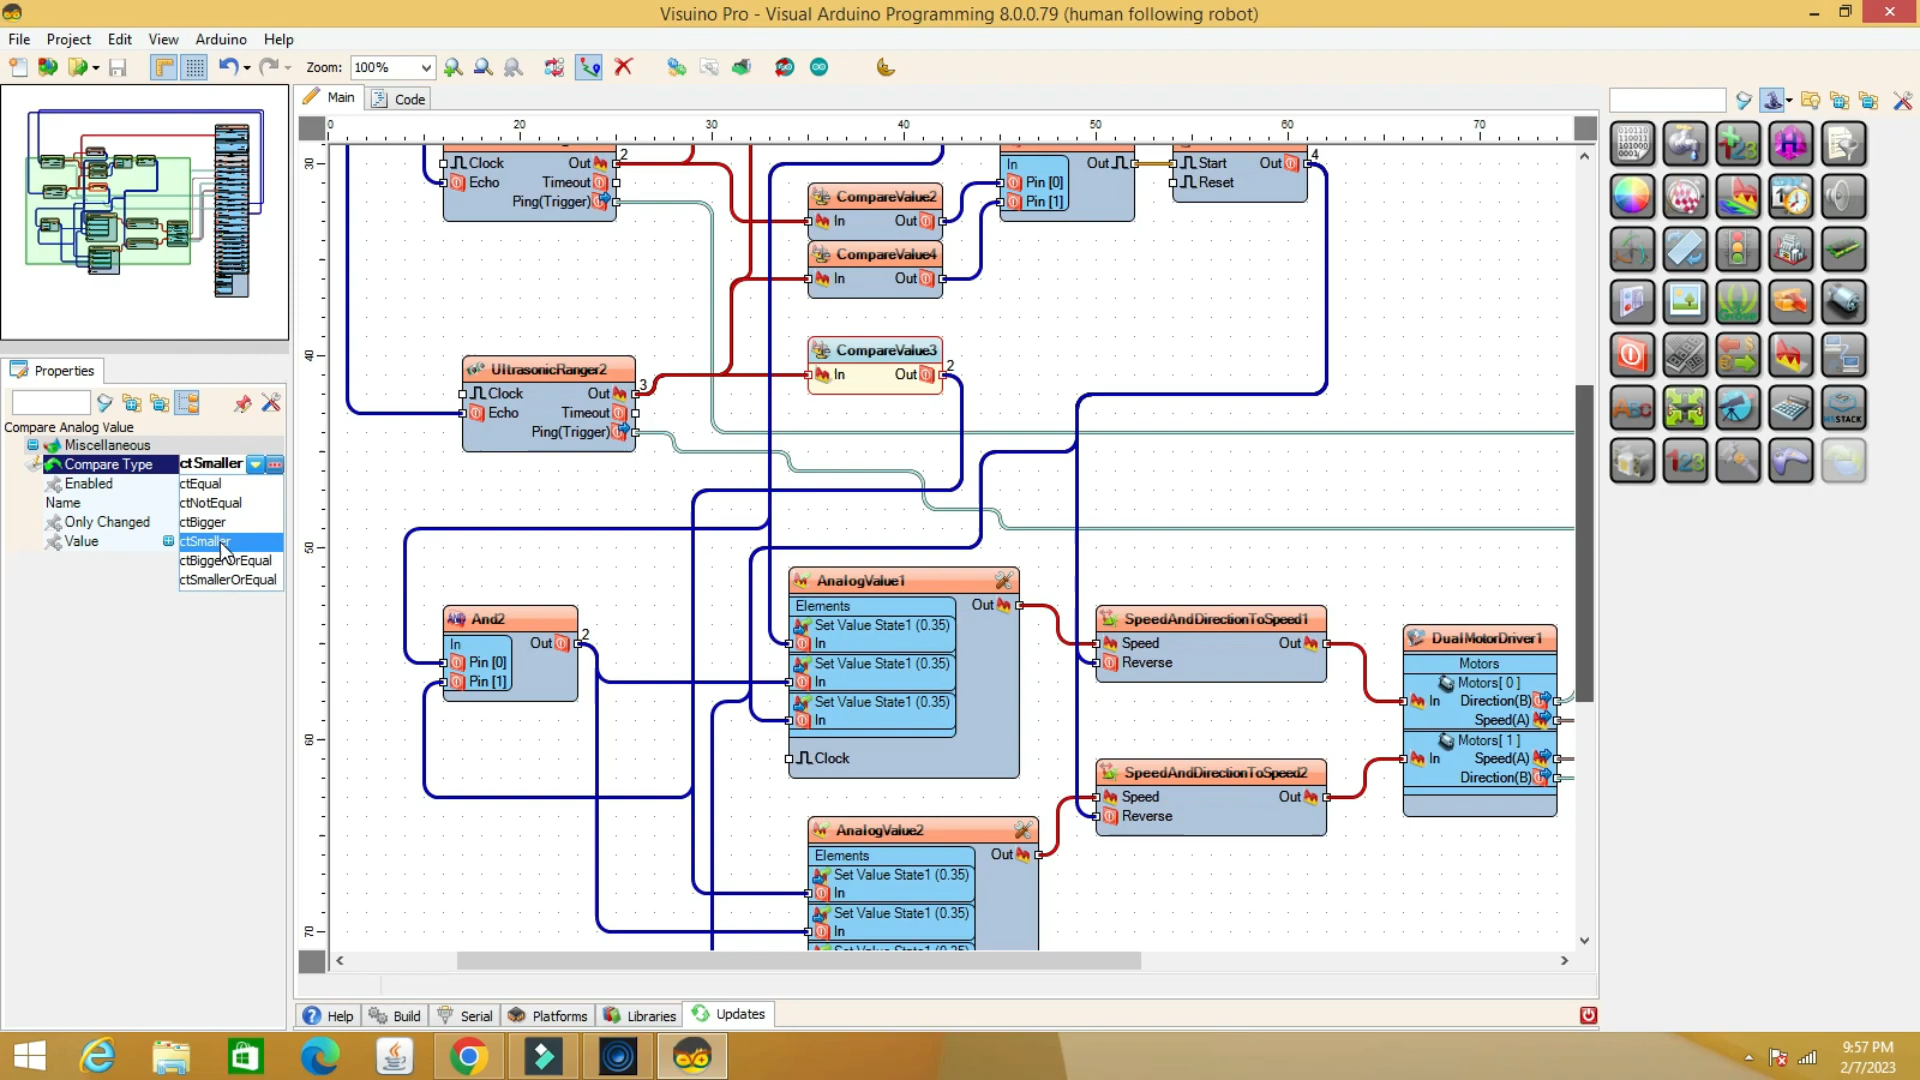 Visuino Pro - Visual Arduino Programming 8.0.0.79 (human following robot)
File Project Edit View Arduino Help
Zoom: 100%
Main Code
0 20 30 40 50 60 70
30
40
50
60
70
Clock Out 2
Echo Timeout
Ping(Trigger)
CompareValue2
In Out
CompareValue4
In Out
In Out
Pin [0]
Pin [1]
Start Out 4
Reset
CompareValue3
In Out 2
UltrasonicRanger2
Clock Out 3
Echo Timeout
Ping(Trigger)
Properties
Compare Analog Value
Miscellaneous
Compare Type ctSmaller
Enabled ctEqual
Name ctNotEqual
Only Changed ctBigger
Value ctSmaller
ctBiggerOrEqual
ctSmallerOrEqual
And2
In Out 2
Pin [0]
Pin [1]
AnalogValue1
Elements Out
Set Value State1 (0.35)
In
Set Value State1 (0.35)
In
Set Value State1 (0.35)
In
Clock
SpeedAndDirectionToSpeed1
Speed Out
Reverse
DualMotorDriver1
Motors
Motors[ 0 ]
In Direction(B)
Speed(A)
Motors[ 1 ]
In Speed(A)
Direction(B)
SpeedAndDirectionToSpeed2
Speed Out
Reverse
AnalogValue2
Elements Out
Set Value State1 (0.35)
In
Set Value State1 (0.35)
In
Help Build Serial Platforms Libraries Updates
9:57 PM
2/7/2023